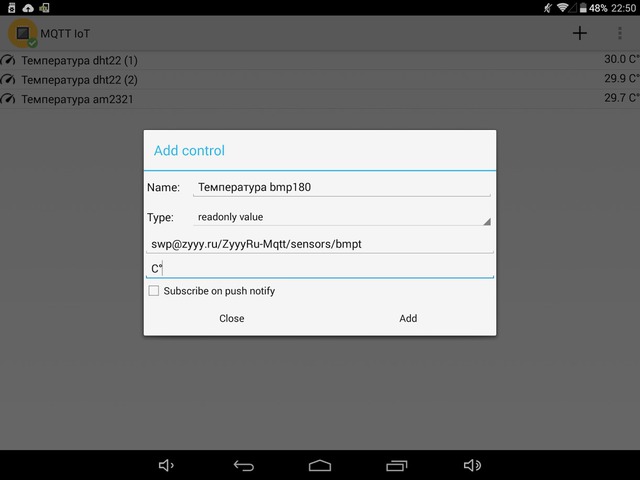 48% 22:50
MQTT IoT
Температура dht22 (1) 30.0 C°
Температура dht22 (2) 29.9 C°
Температура am2321 29.7 C°
Add control
Name: Температура bmp180
Type: readonly value
swp@zyyy.ru/ZyyyRu-Mqtt/sensors/bmpt
C°
Subscribe on push notify
Close Add